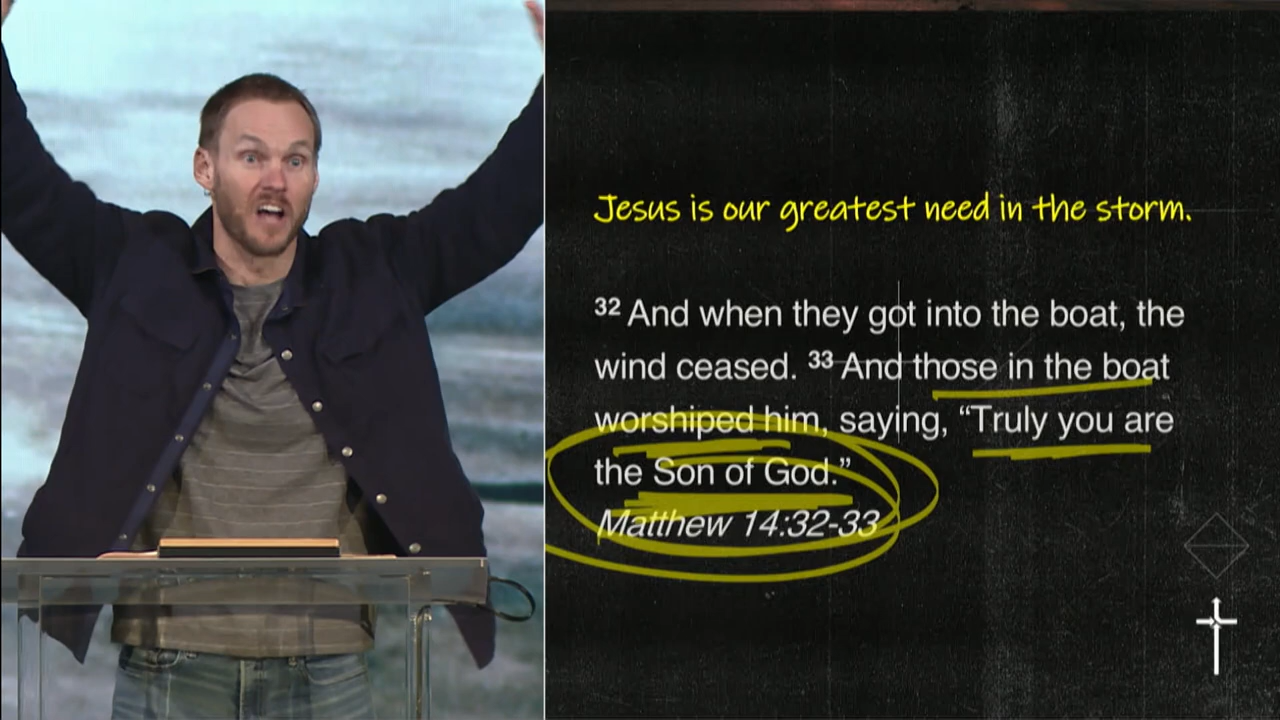 Jesus is our greatest need in the storm.
32 And when they got into the boat, the
wind ceased. 33 And those in the boat
worshiped him, saying, “Truly you are
the Son of God.”
Matthew 14:32-33